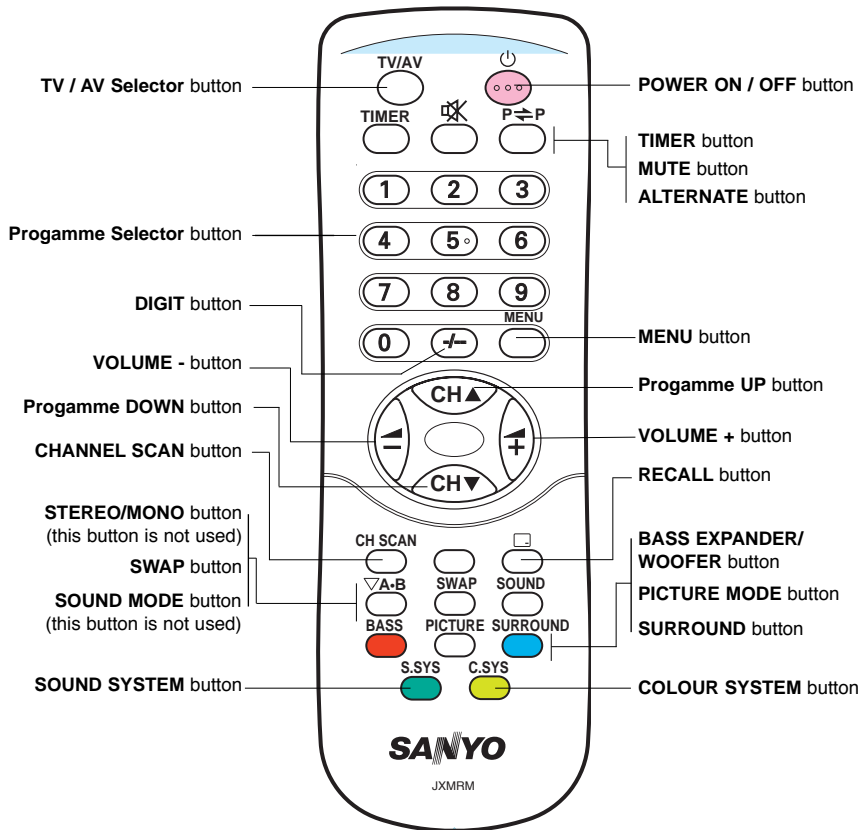 TV / AV Selector button
Progamme Selector button
DIGIT button
VOLUME - button
Progamme DOWN button
CHANNEL SCAN button
STEREO/MONO button
(this button is not used)
SWAP button
SOUND MODE button
(this button is not used)
SOUND SYSTEM button
TV/AV
TIMER
P⇌P
1 2 3
4 5 6
7 8 9
MENU
0 -/--
CH▲
− +
CH▼
CH SCAN
▽A•B SWAP SOUND
BASS PICTURE SURROUND
S.SYS C.SYS
SANYO
JXMRM
POWER ON / OFF button
TIMER button
MUTE button
ALTERNATE button
MENU button
Progamme UP button
VOLUME + button
RECALL button
BASS EXPANDER/
WOOFER button
PICTURE MODE button
SURROUND button
COLOUR SYSTEM button